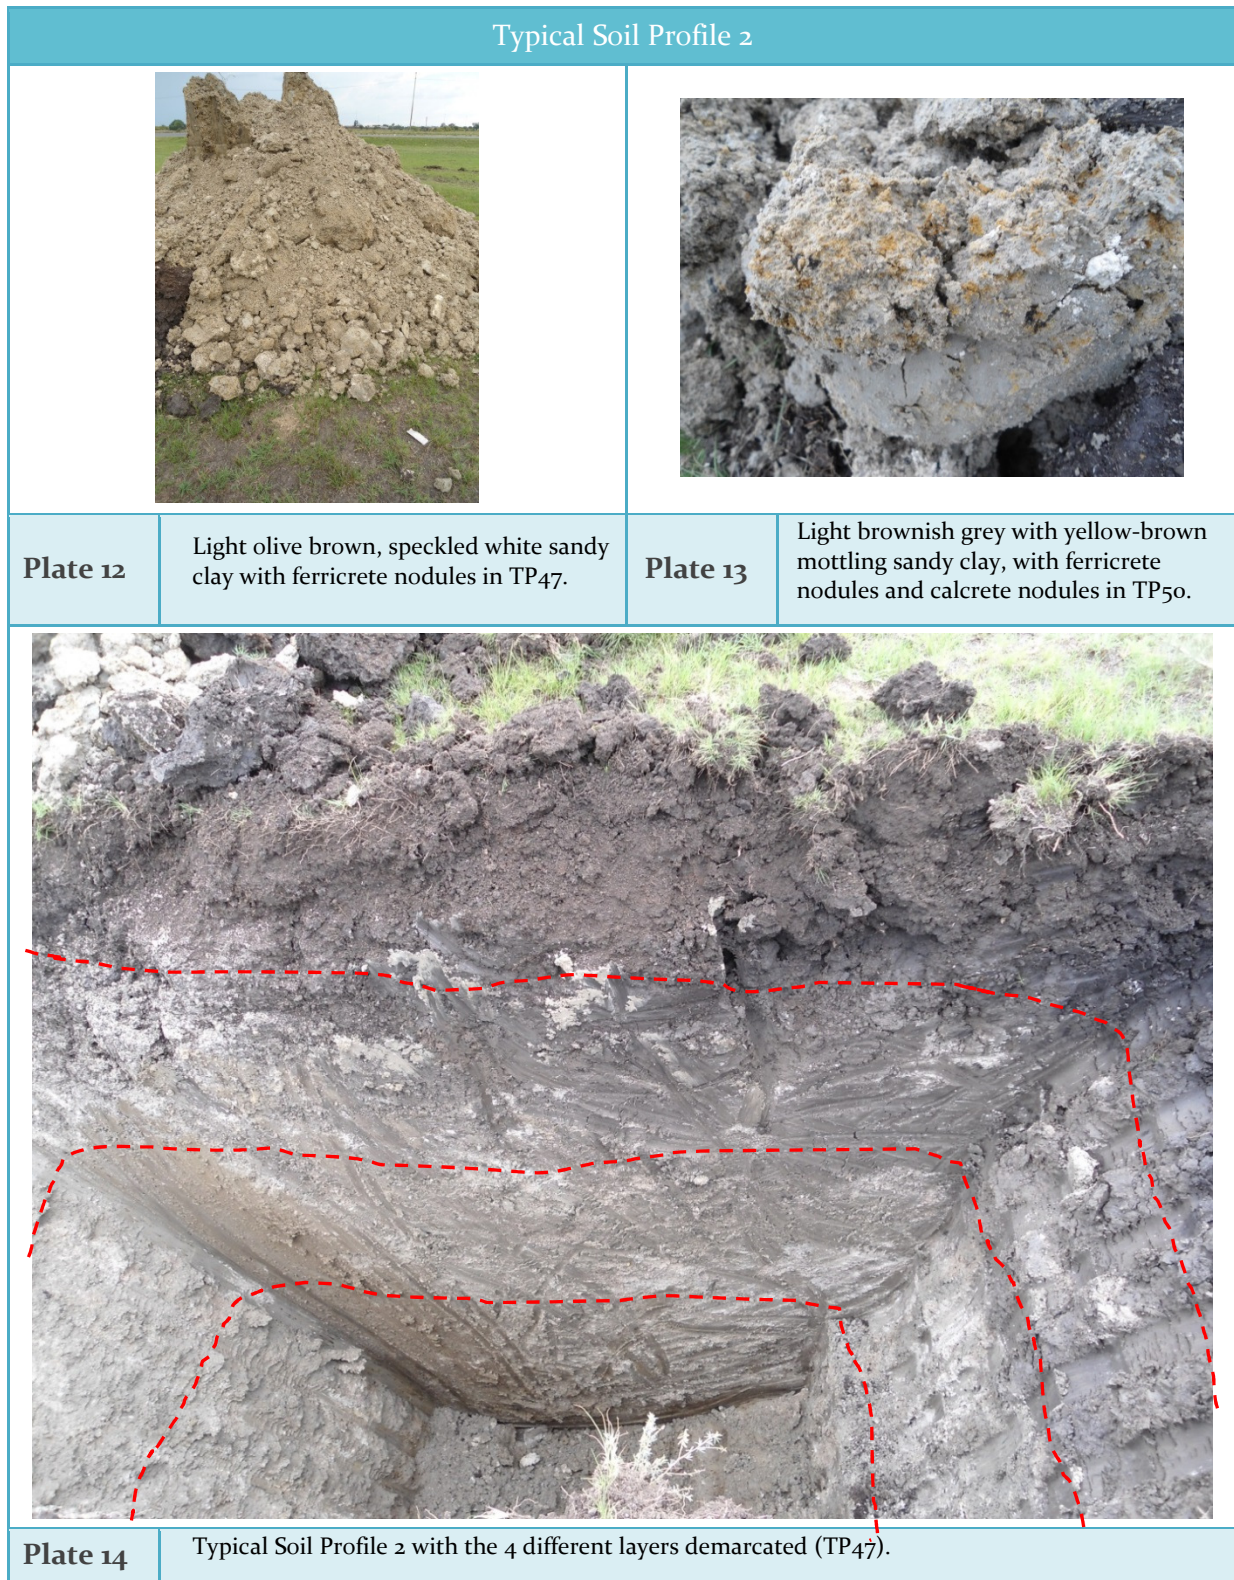 Typical Soil Profile 2
Plate 12
Light olive brown, speckled white sandy
clay with ferricrete nodules in TP47.
Plate 13
Light brownish grey with yellow-brown
mottling sandy clay, with ferricrete
nodules and calcrete nodules in TP50.
Plate 14
Typical Soil Profile 2 with the 4 different layers demarcated (TP47).